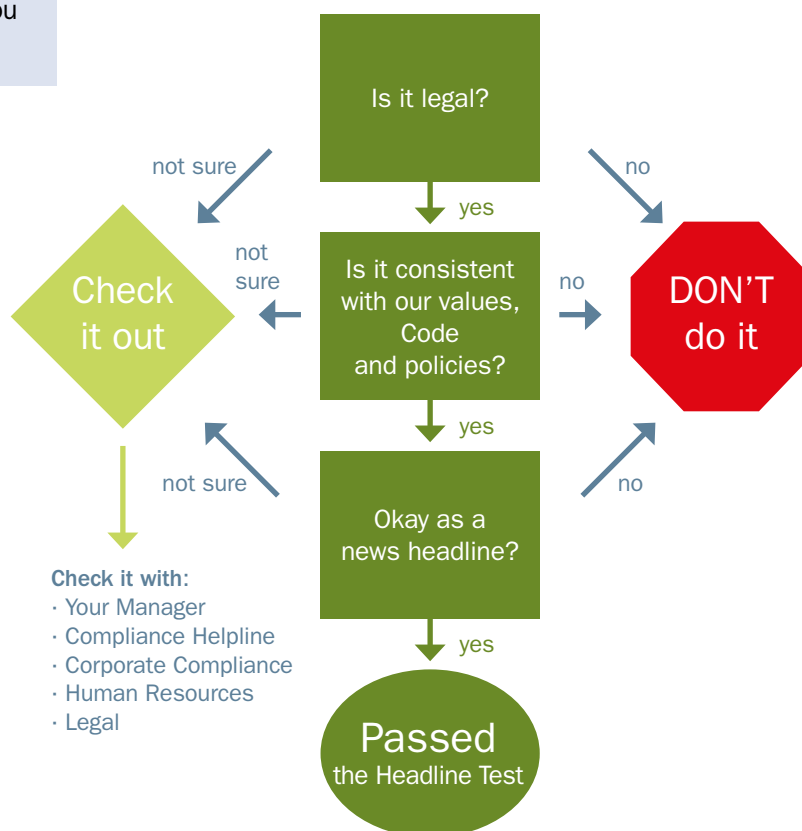 Is it legal?
not sure
no
yes
Check
it out
not
sure
Is it consistent
with our values,
Code
and policies?
no
DON'T
do it
yes
not sure
Okay as a
news headline?
no
Check it with:
· Your Manager
· Compliance Helpline
· Corporate Compliance
· Human Resources
· Legal
yes
Passed
the Headline Test